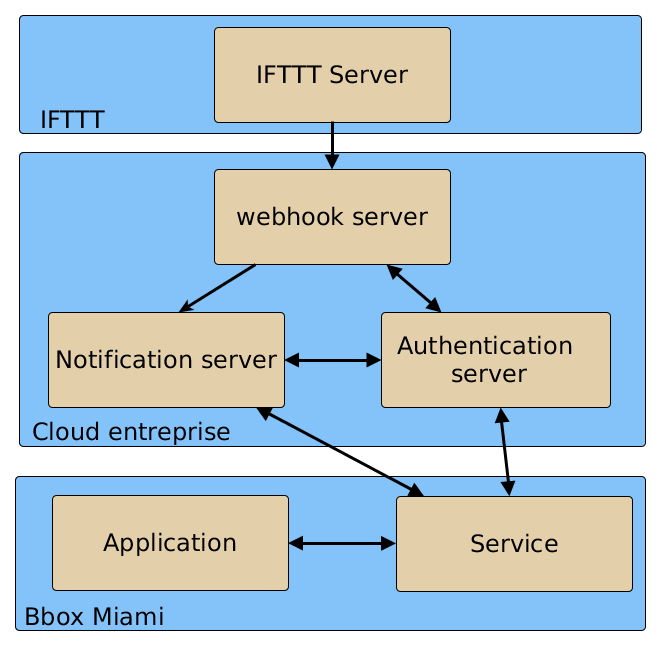 IFTTT Server
IFTTT
webhook server
Notification server
Authentication
server
Cloud entreprise
Application
Service
Bbox Miami